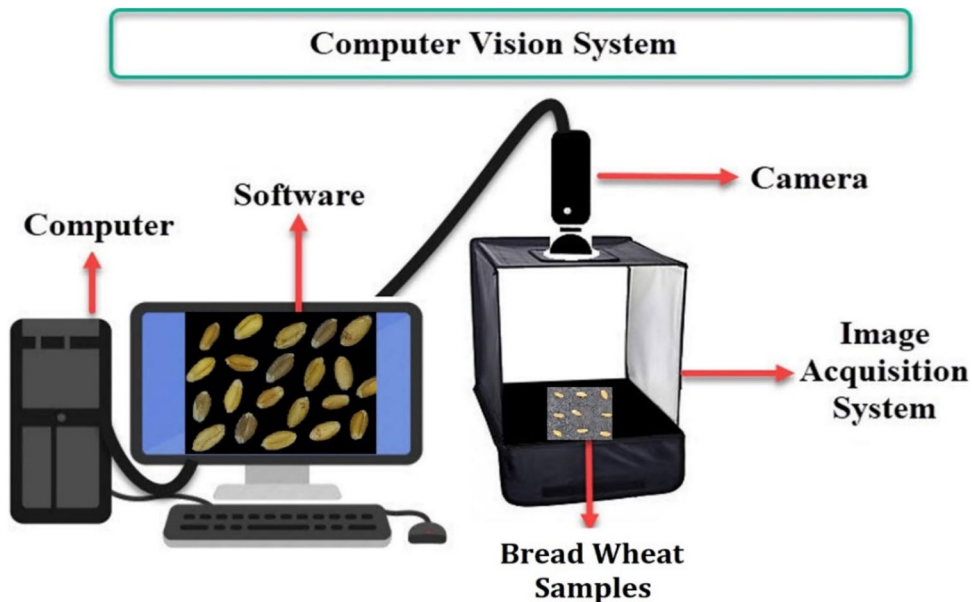 Computer Vision System
Camera
Software
Computer
Image
Acquisition
System
Bread Wheat
Samples